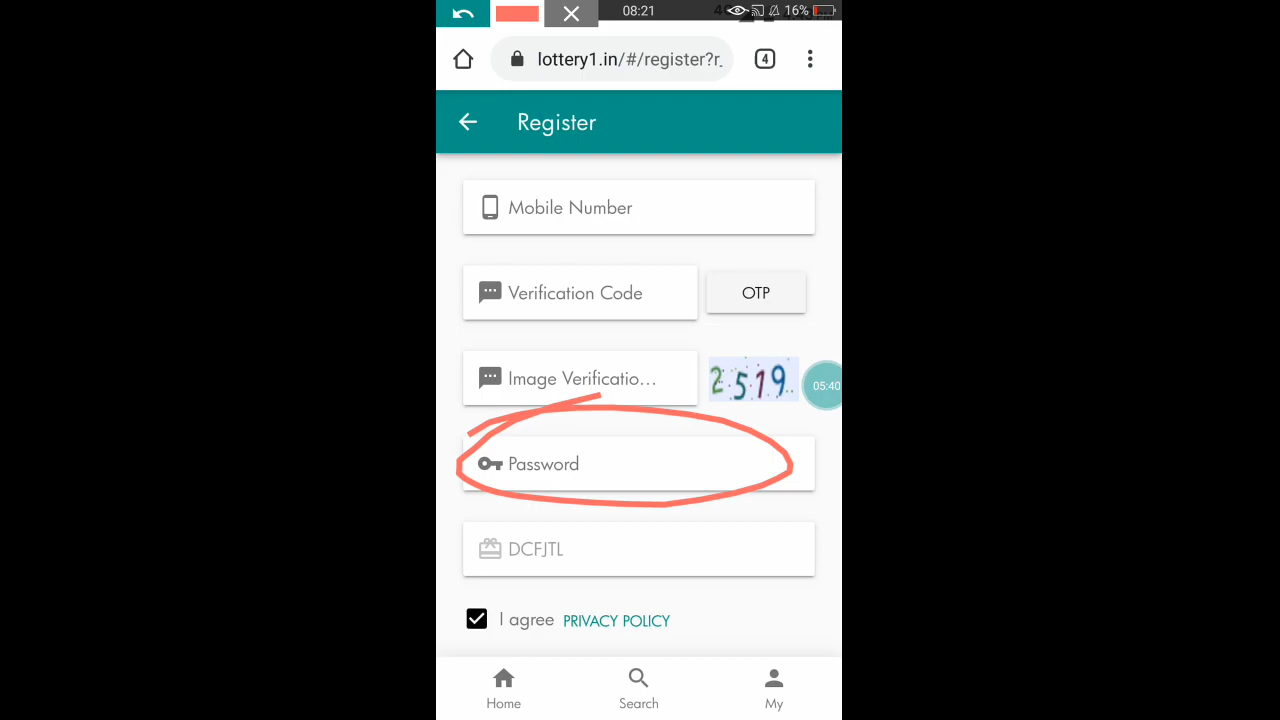 08:21
16%
lottery1.in/#/register?r_
4
Register
Mobile Number
Verification Code
OTP
Image Verificatio...
2519
05:40
Password
DCFJTL
I agree PRIVACY POLICY
Home
Search
My